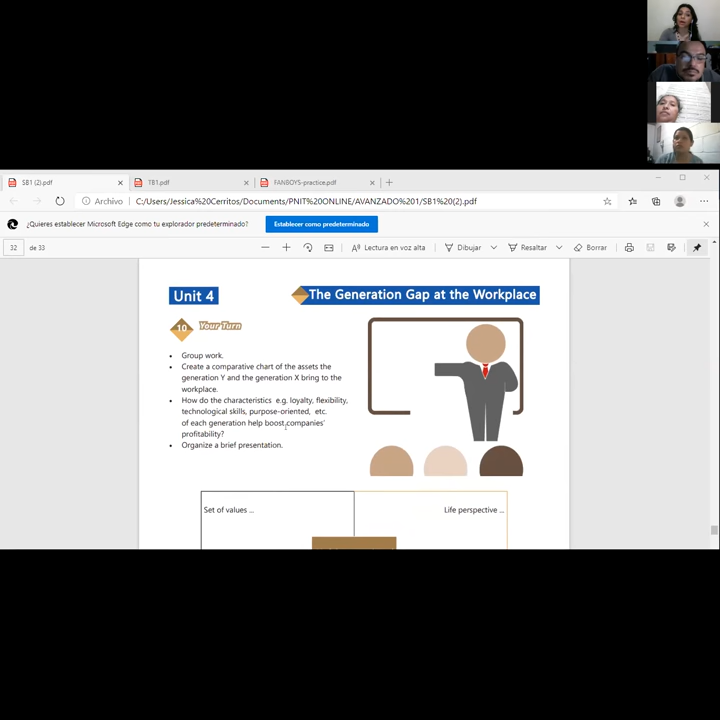 SB1 (2).pdf
TB1.pdf
FANBOYS-practice.pdf
Archivo
C:/Users/Jessica%20Cerritos/Documents/PNIT%20ONLINE/AVANZADO%201/SB1%20(2).pdf
¿Quieres establecer Microsoft Edge como tu explorador predeterminado?
Establecer como predeterminado
32
de 33
Lectura en voz alta
Dibujar
Resaltar
Borrar
Unit 4
The Generation Gap at the Workplace
10
Your Turn
• Group work.
• Create a comparative chart of the assets the
generation Y and the generation X bring to the
workplace.
• How do the characteristics e.g. loyalty, flexibility,
technological skills, purpose-oriented, etc.
of each generation help boost companies'
profitability?
• Organize a brief presentation.
Set of values ...
Life perspective ...